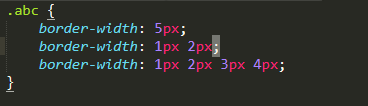 .abc {
    border-width: 5px;
    border-width: 1px 2px;
    border-width: 1px 2px 3px 4px;
}